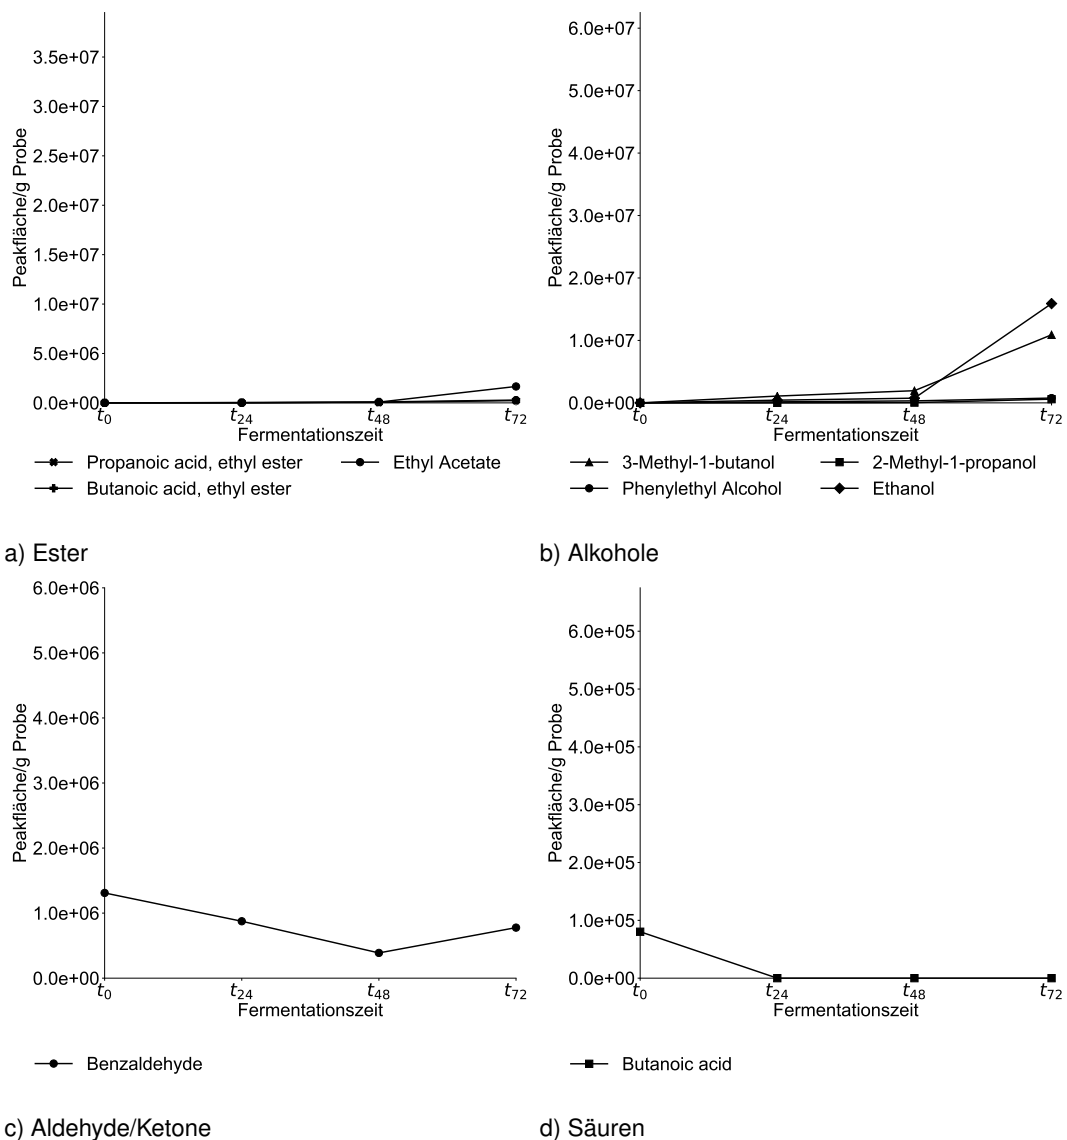 3.5e+07
3.0e+07
2.5e+07
2.0e+07
1.5e+07
1.0e+07
5.0e+06
0.0e+00
Peakfläche/g Probe
t0 t24 t48 t72
Fermentationszeit
Propanoic acid, ethyl ester Ethyl Acetate
Butanoic acid, ethyl ester
a) Ester
6.0e+07
5.0e+07
4.0e+07
3.0e+07
2.0e+07
1.0e+07
0.0e+00
Peakfläche/g Probe
t0 t24 t48 t72
Fermentationszeit
3-Methyl-1-butanol 2-Methyl-1-propanol
Phenylethyl Alcohol Ethanol
b) Alkohole
6.0e+06
5.0e+06
4.0e+06
3.0e+06
2.0e+06
1.0e+06
0.0e+00
Peakfläche/g Probe
t0 t24 t48 t72
Fermentationszeit
Benzaldehyde
c) Aldehyde/Ketone
6.0e+05
5.0e+05
4.0e+05
3.0e+05
2.0e+05
1.0e+05
0.0e+00
Peakfläche/g Probe
t0 t24 t48 t72
Fermentationszeit
Butanoic acid
d) Säuren